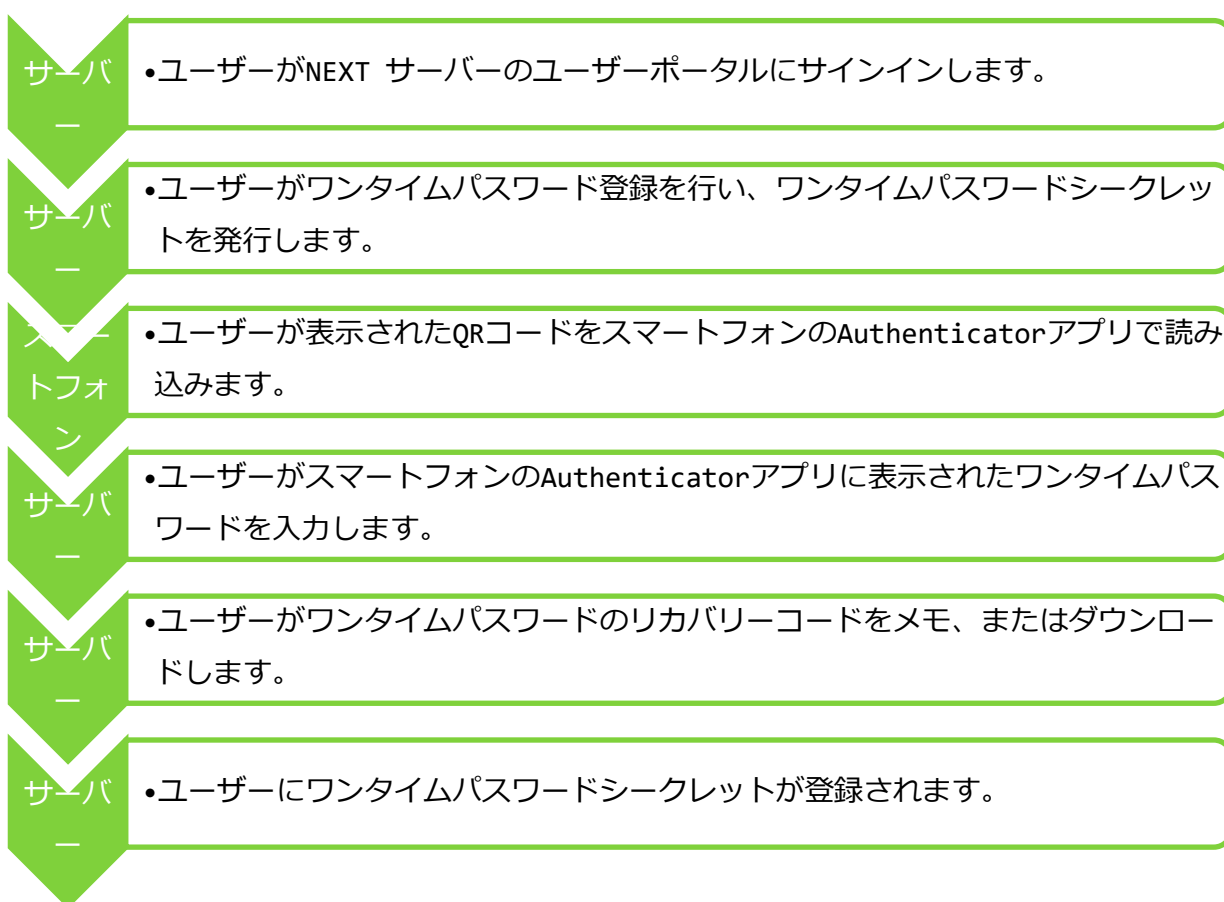 サーバ
ー
•ユーザーがNEXT サーバーのユーザーポータルにサインインします。
サーバ
ー
•ユーザーがワンタイムパスワード登録を行い、ワンタイムパスワードシークレッ
トを発行します。
トフォ
ン
•ユーザーが表示されたQRコードをスマートフォンのAuthenticatorアプリで読み
込みます。
サーバ
ー
•ユーザーがスマートフォンのAuthenticatorアプリに表示されたワンタイムパス
ワードを入力します。
サーバ
ー
•ユーザーがワンタイムパスワードのリカバリーコードをメモ、またはダウンロー
ドします。
サーバ
ー
•ユーザーにワンタイムパスワードシークレットが登録されます。